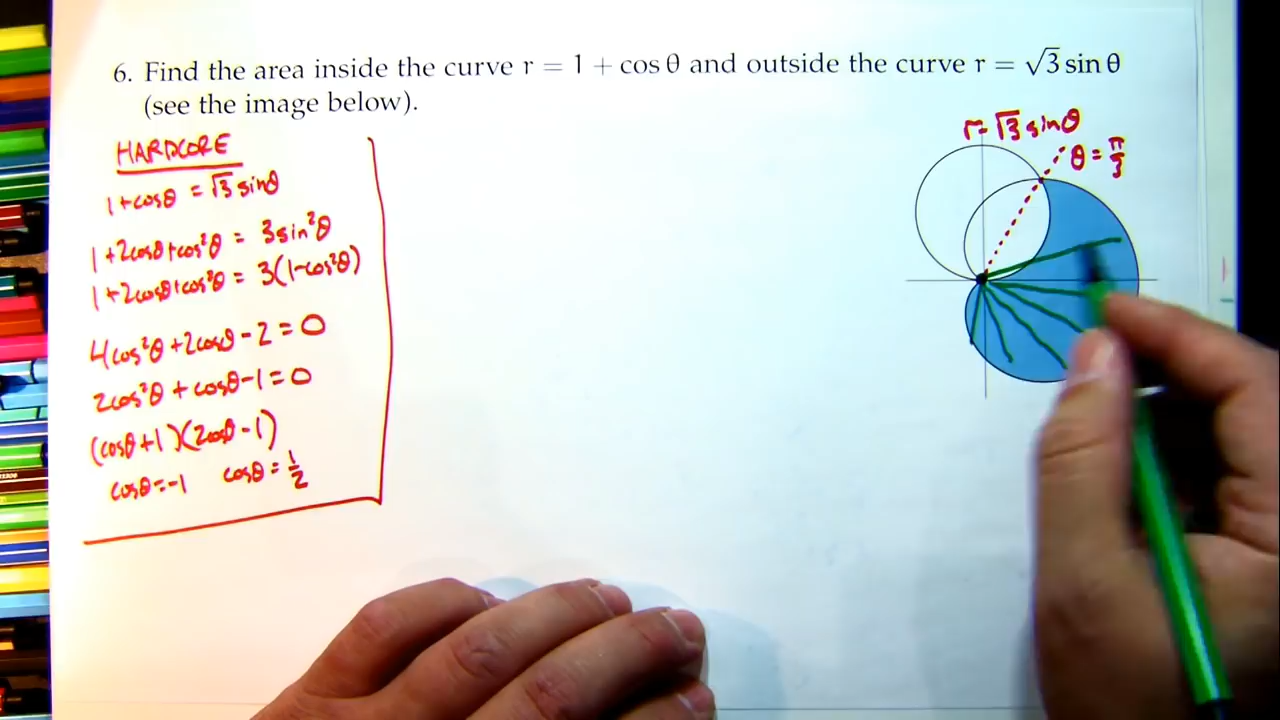 6. Find the area inside the curve r = 1 + cos θ and outside the curve r = √3 sin θ
(see the image below).
HARDCORE
1+cosθ = √3 sinθ
1+2cosθ+cos²θ = 3sin²θ
1+2cosθ+cos²θ = 3(1-cos²θ)
4cos²θ+2cosθ-2=0
2cos²θ+cosθ-1=0
(cosθ+1)(2cosθ-1)
cosθ=-1 cosθ=1/2
r=√3 sinθ
θ=π/3